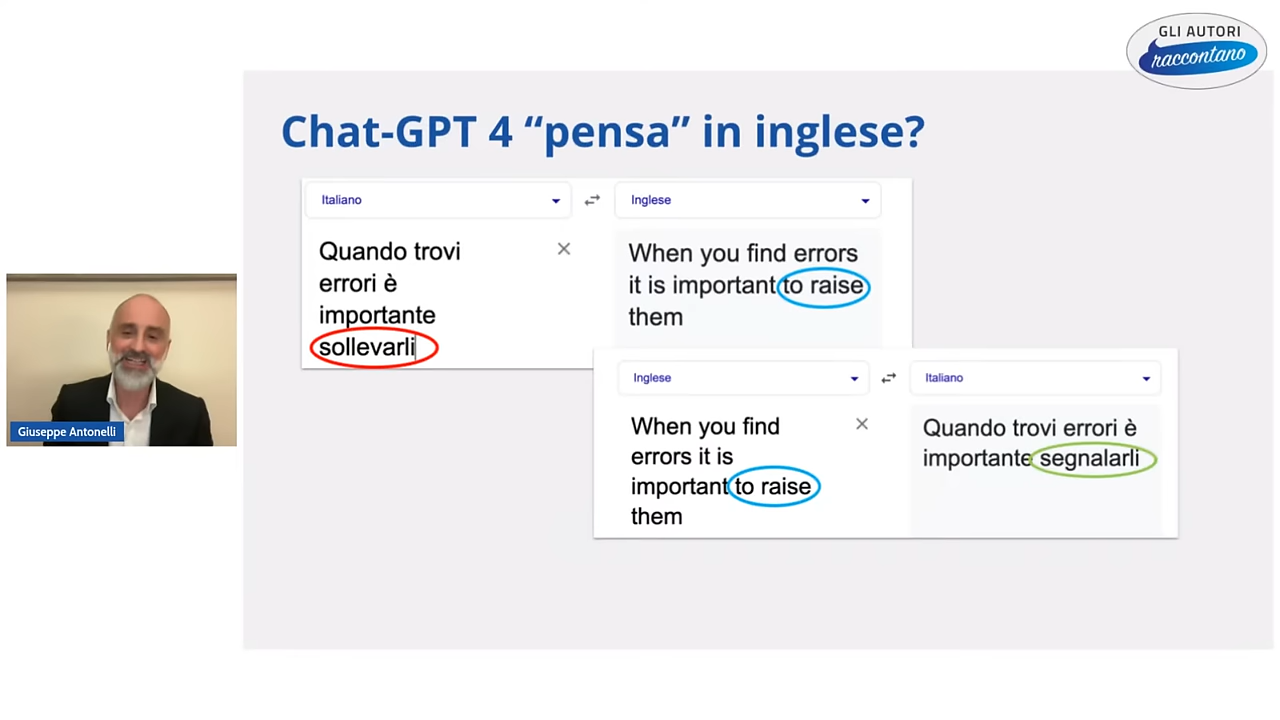 GLI AUTORI
raccontano
Chat-GPT 4 “pensa” in inglese?
Italiano
Inglese
Quando trovi
errori è
importante
sollevarli
When you find errors
it is important to raise
them
Inglese
Italiano
When you find
errors it is
important to raise
them
Quando trovi errori è
importante segnalarli
Giuseppe Antonelli